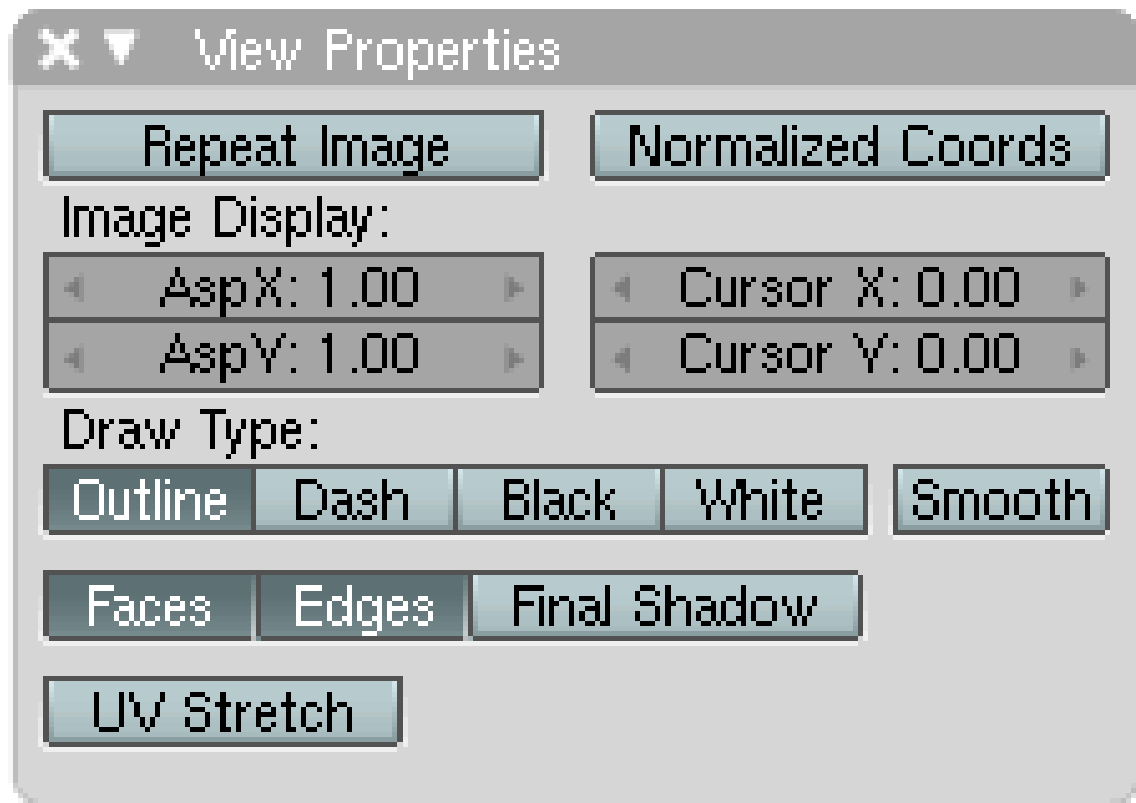 View Properties
Repeat Image Normalized Coords
Image Display:
AspX: 1.00 Cursor X: 0.00
AspY: 1.00 Cursor Y: 0.00
Draw Type:
Outline Dash Black White Smooth
Faces Edges Final Shadow
UV Stretch